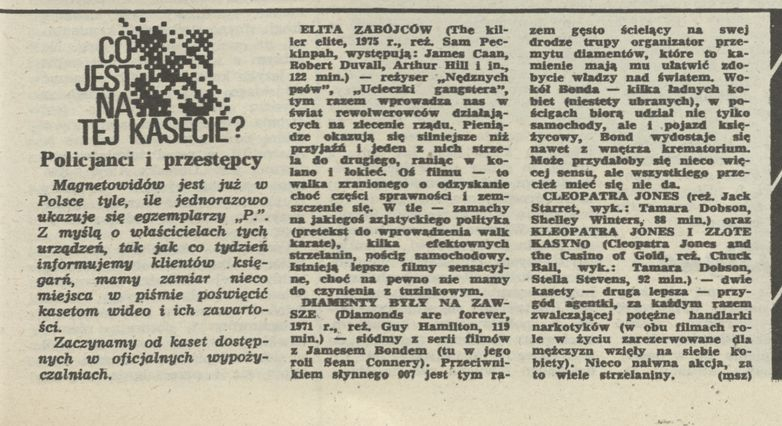 CO
JEST
NA
TEJ KASECIE?
Policjanci i przestępcy
Magnetowidów jest już w
Polsce tyle, ile jednorazowo
ukazuje się egzemplarzy „P.”.
Z myślą o właścicielach tych
urządzeń, tak jak co tydzień
informujemy klientów księ-
garń, mamy zamiar nieco
miejsca w piśmie poświęcić
kasetom wideo i ich zawarto-
ści.
Zaczynamy od kaset dostęp-
nych w oficjalnych wypoży-
czalniach.
ELITA ZABÓJCÓW (The kil-
ler elite, 1975 r., reż. Sam Pec-
kinpah, występują: James Caan,
Robert Duvall, Arthur Hill i in.,
122 min.) — reżyser „Nędznych
psów”, „Ucieczki gangstera”,
tym razem wprowadza nas w
świat rewolwerowców działają-
cych na zlecenie rządu. Pienią-
dze okazują się silniejsze niż
przyjaźń i jeden z nich strze-
la do drugiego, raniąc w ko-
lano i łokieć. Oś filmu — to
walka zranionego o odzyskanie
choć części sprawności i zem-
szczenie się. W tle — zamachy
na jakiegoś azjatyckiego polityka
(pretekst do wprowadzenia walk
karate), kilka efektownych
strzelanin, pościg samochodowy.
Istnieją lepsze filmy sensacyj-
ne, choć na pewno nie mamy
do czynienia z tuzinkowym.
DIAMENTY BYŁY NA ZAW-
SZE (Diamonds are forever,
1971 r., reż. Guy Hamilton, 119
min.) — siódmy z serii filmów
z Jamesem Bondem (tu w jego
roli Sean Connery). Przeciwni-
kiem słynnego 007 jest tym ra-
zem gęsto ścielący na swej
drodze trupy organizator prze-
mytu diamentów, które to ka-
mienie mają mu ułatwić zdo-
bycie władzy nad światem. Wo-
kół Bonda — kilka ładnych ko-
biet (niestety ubranych), w po-
ścigach biorą udział nie tylko
samochody, ale i pojazd księ-
życowy, Bond wydostaje się
nawet z wnętrza krematorium.
Może przydałoby się nieco wię-
cej sensu, ale wszystkiego prze-
cież mieć się nie da.
CLEOPATRA JONES (reż. Jack
Starret, wyk.: Tamara Dobson,
Shelley Winters, 88 min.) oraz
KLEOPATRA JONES I ZŁOTE
KASYNO (Cleopatra Jones and
the Casino of Gold, reż. Chuck
Ball, wyk.: Tamara Dobson,
Stella Stevens, 92 min.) — dwie
kasety — druga lepsza — przy-
gód agentki, za każdym razem
zwalczającej potężne handlarki
narkotyków (w obu filmach ro-
le w życiu zarezerwowane dla
mężczyzn wzięły na siebie ko-
biety). Nieco naiwna akcja, za
to wiele strzelaniny. (msz)